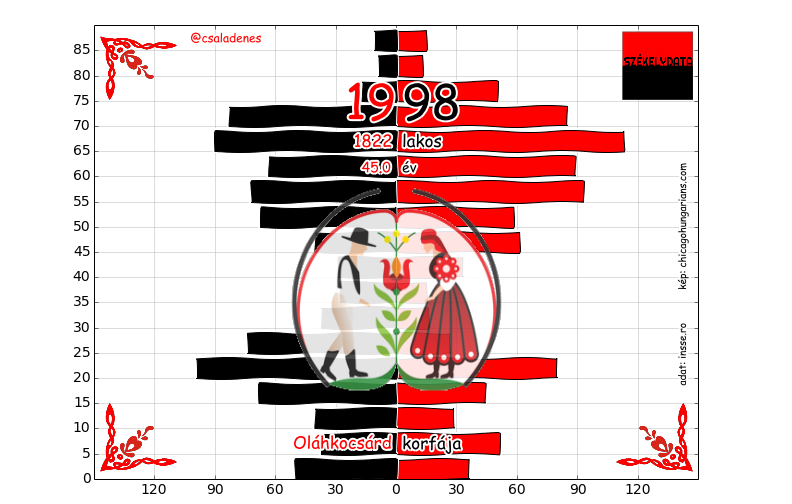 @csaladenes
SZÉKELYDATA
1998
1822 lakos
45.0 év
kép: chicagohungarians.com
adat: insse.ro
Oláhkocsárd korfája
85
80
75
70
65
60
55
50
45
40
35
30
25
20
15
10
5
0
120 90 60 30 0 30 60 90 120